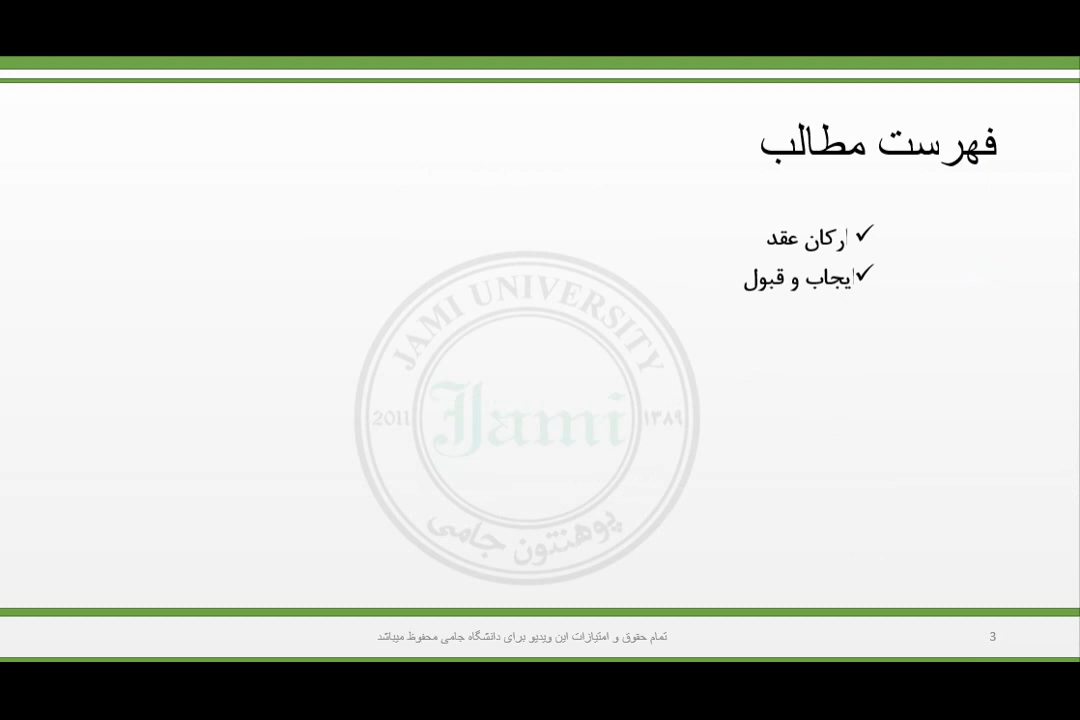 فهرست مطالب
ارکان عقد
ایجاب و قبول
JAMI UNIVERSITY
2011 Jami ۱۳۸۹
پوهنتون جامی
تمام حقوق و امتیازات این ویدیو برای دانشگاه جامی محفوظ میباشد
3